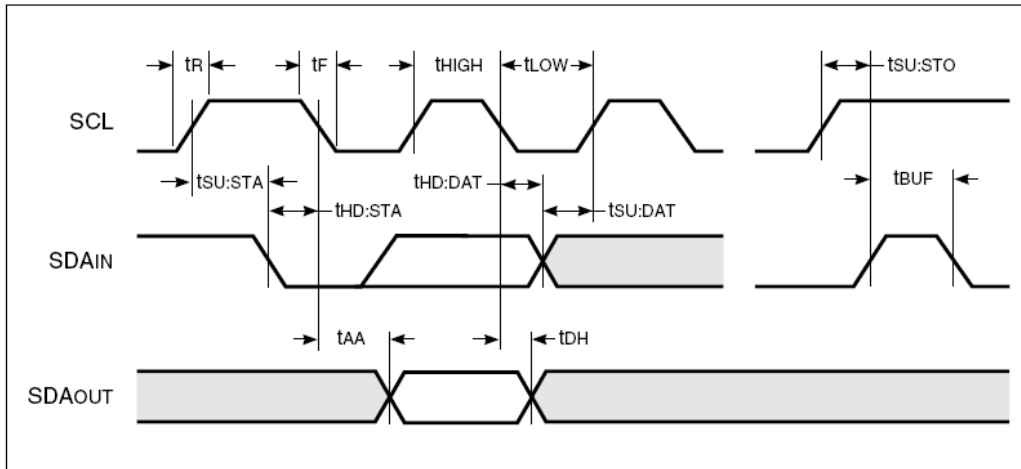 tR tF tHIGH tLOW tSU:STO
SCL
tSU:STA tHD:DAT tBUF
tHD:STA tSU:DAT
SDAIN
tAA tDH
SDAOUT